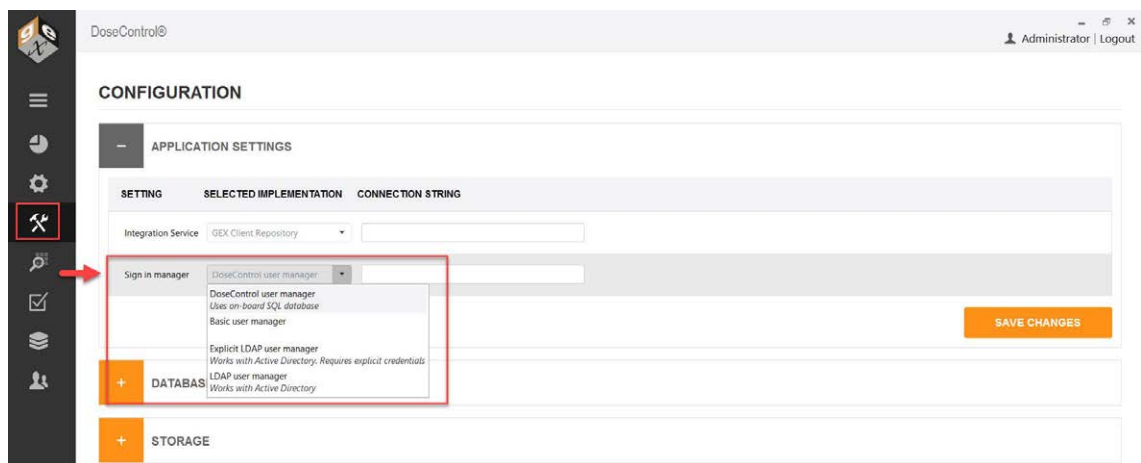 gex
DoseControl®
Administrator | Logout
CONFIGURATION
APPLICATION SETTINGS
SETTING SELECTED IMPLEMENTATION CONNECTION STRING
Integration Service GEX Client Repository
Sign in manager DoseControl user manager
DoseControl user manager
Uses on-board SQL database
Basic user manager
SAVE CHANGES
Explicit LDAP user manager
Works with Active Directory. Requires explicit credentials
LDAP user manager
Works with Active Directory
DATABAS
STORAGE